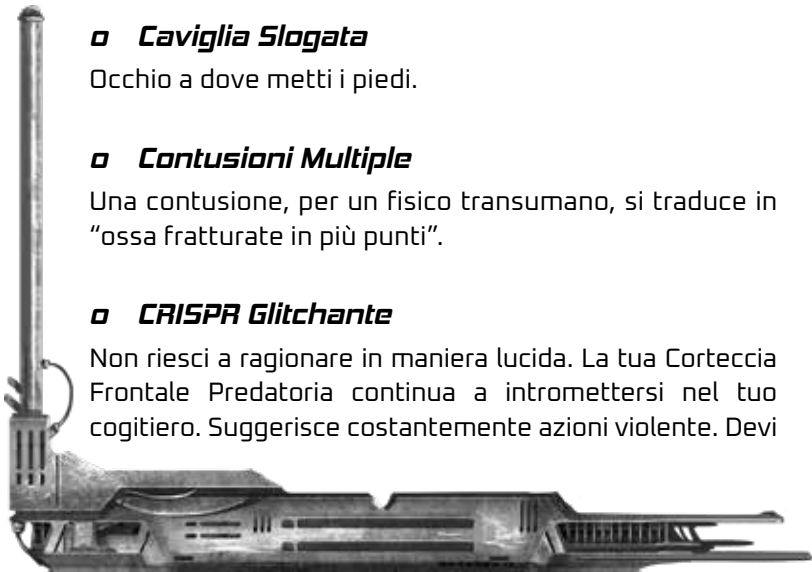 o Caviglia Slogata
Occhio a dove metti i piedi.
o Contusioni Multiple
Una contusione, per un fisico transumano, si traduce in
“ossa fratturate in più punti”.
o CRISPR Glitchante
Non riesci a ragionare in maniera lucida. La tua Corteccia
Frontale Predatoria continua a intromettersi nel tuo
cogitiero. Suggerisce costantemente azioni violente. Devi